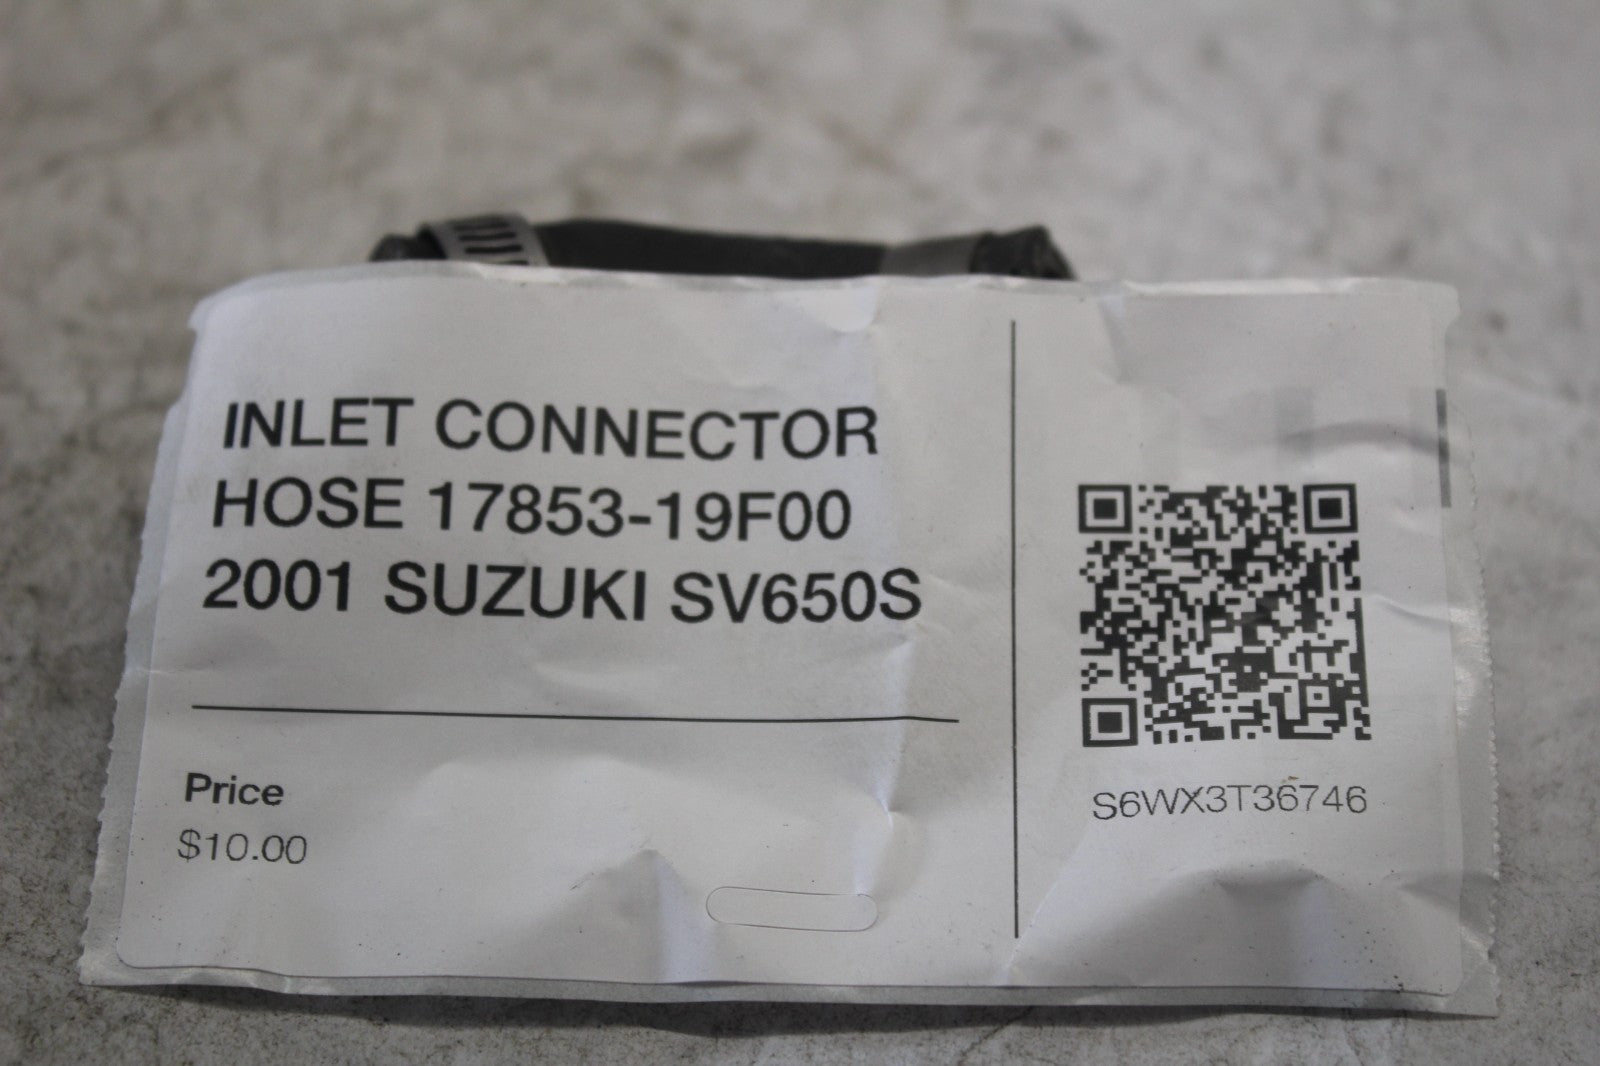 INLET CONNECTOR
HOSE 17853-19F00
2001 SUZUKI SV650S
Price
$10.00
S6WX3T36746